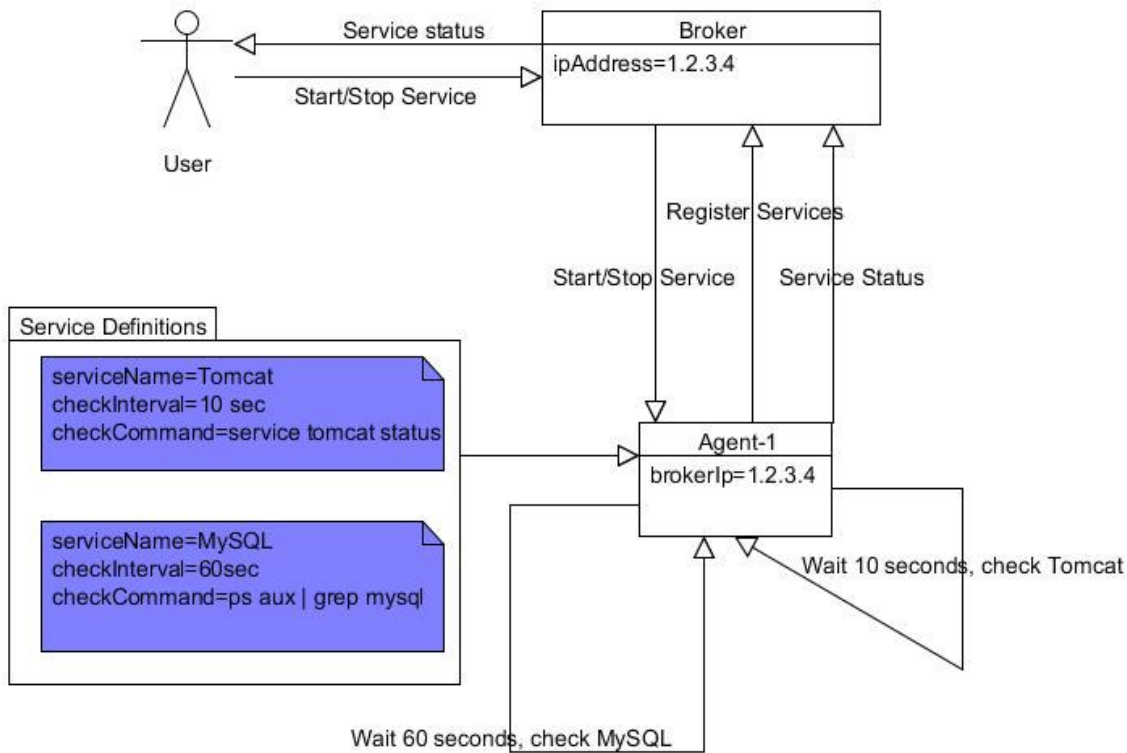 Service status
Broker
ipAddress=1.2.3.4
Start/Stop Service
User
Register Services
Start/Stop Service
Service Status
Service Definitions
serviceName=Tomcat
checkInterval=10 sec
checkCommand=service tomcat status
Agent-1
brokerIp=1.2.3.4
serviceName=MySQL
checkInterval=60sec
checkCommand=ps aux | grep mysql
Wait 10 seconds, check Tomcat
Wait 60 seconds, check MySQL